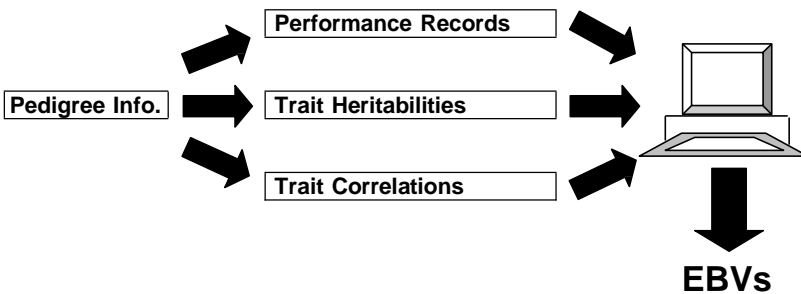 Performance Records
Pedigree Info.
Trait Heritabilities
Trait Correlations
EBVs